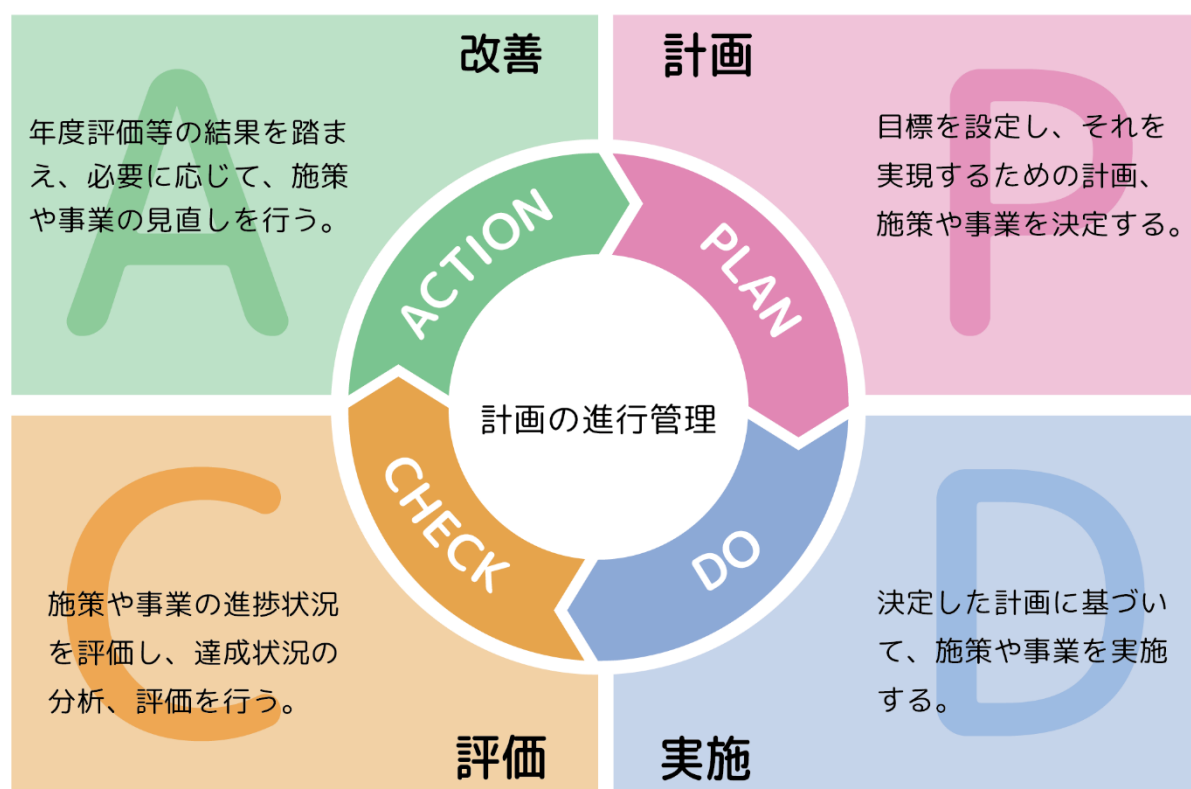 改善
年度評価等の結果を踏ま
え、必要に応じて、施策
や事業の見直しを行う。
A
ACTION
計画
目標を設定し、それを
実現するための計画、
施策や事業を決定する。
P
PLAN
計画の進行管理
C
CHECK
施策や事業の進捗状況
を評価し、達成状況の
分析、評価を行う。
評価
D
DO
決定した計画に基づい
て、施策や事業を実施
する。
実施